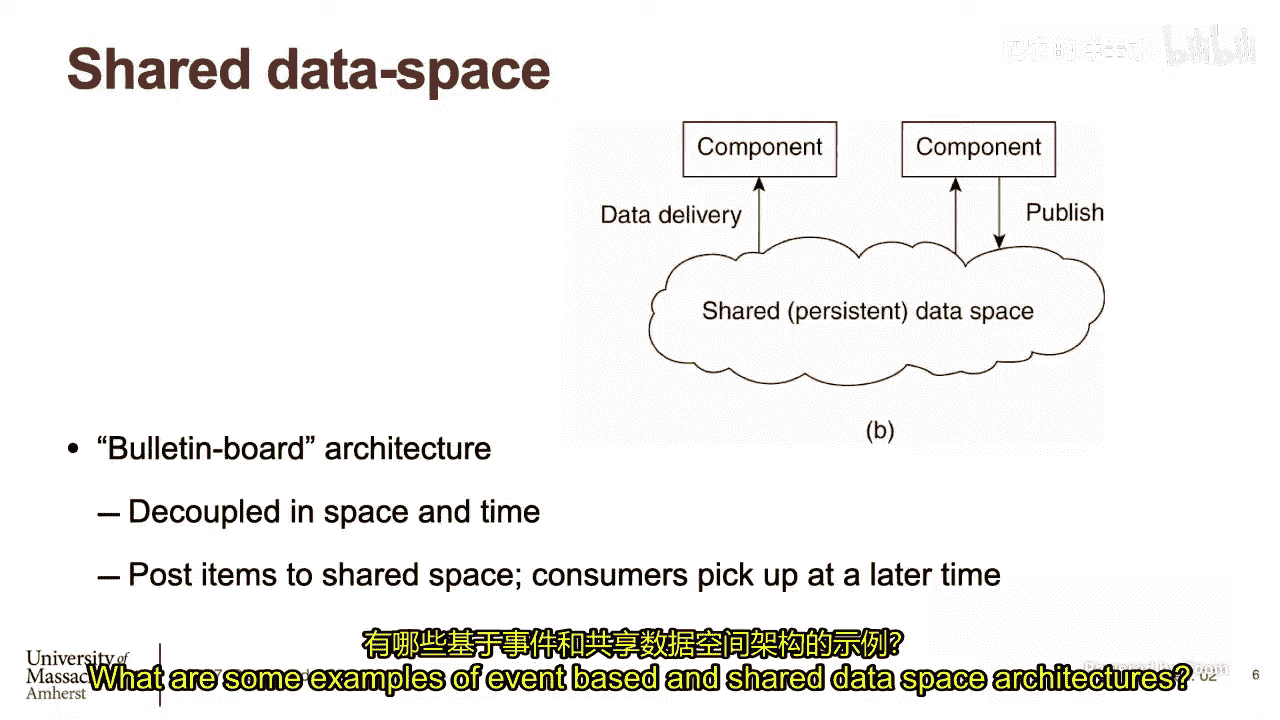 Shared data-space
bilibili
Component
Component
Data delivery
Publish
Shared (persistent) data space
(b)
• “Bulletin-board” architecture
— Decoupled in space and time
— Post items to shared space; consumers pick up at a later time
有哪些基于事件和共享数据空间架构的示例?
What are some examples of event based and shared data space architectures?
University of
Massachusetts
Amherst
6